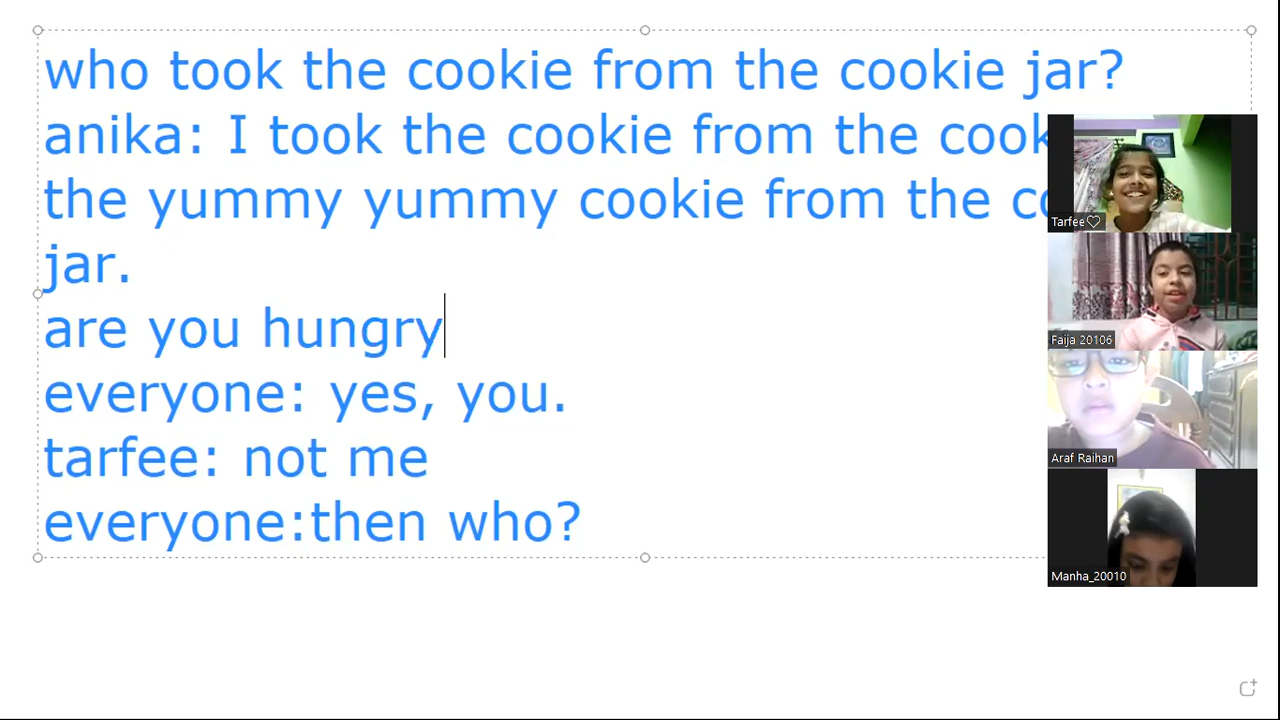 who took the cookie from the cookie jar?
anika: I took the cookie from the
the yummy yummy cookie from the
jar.
are you hungry
everyone: yes, you.
tarfee: not me
everyone:then who?
Tarfee♡
Faija 20106
Araf Raihan
Manha_20010